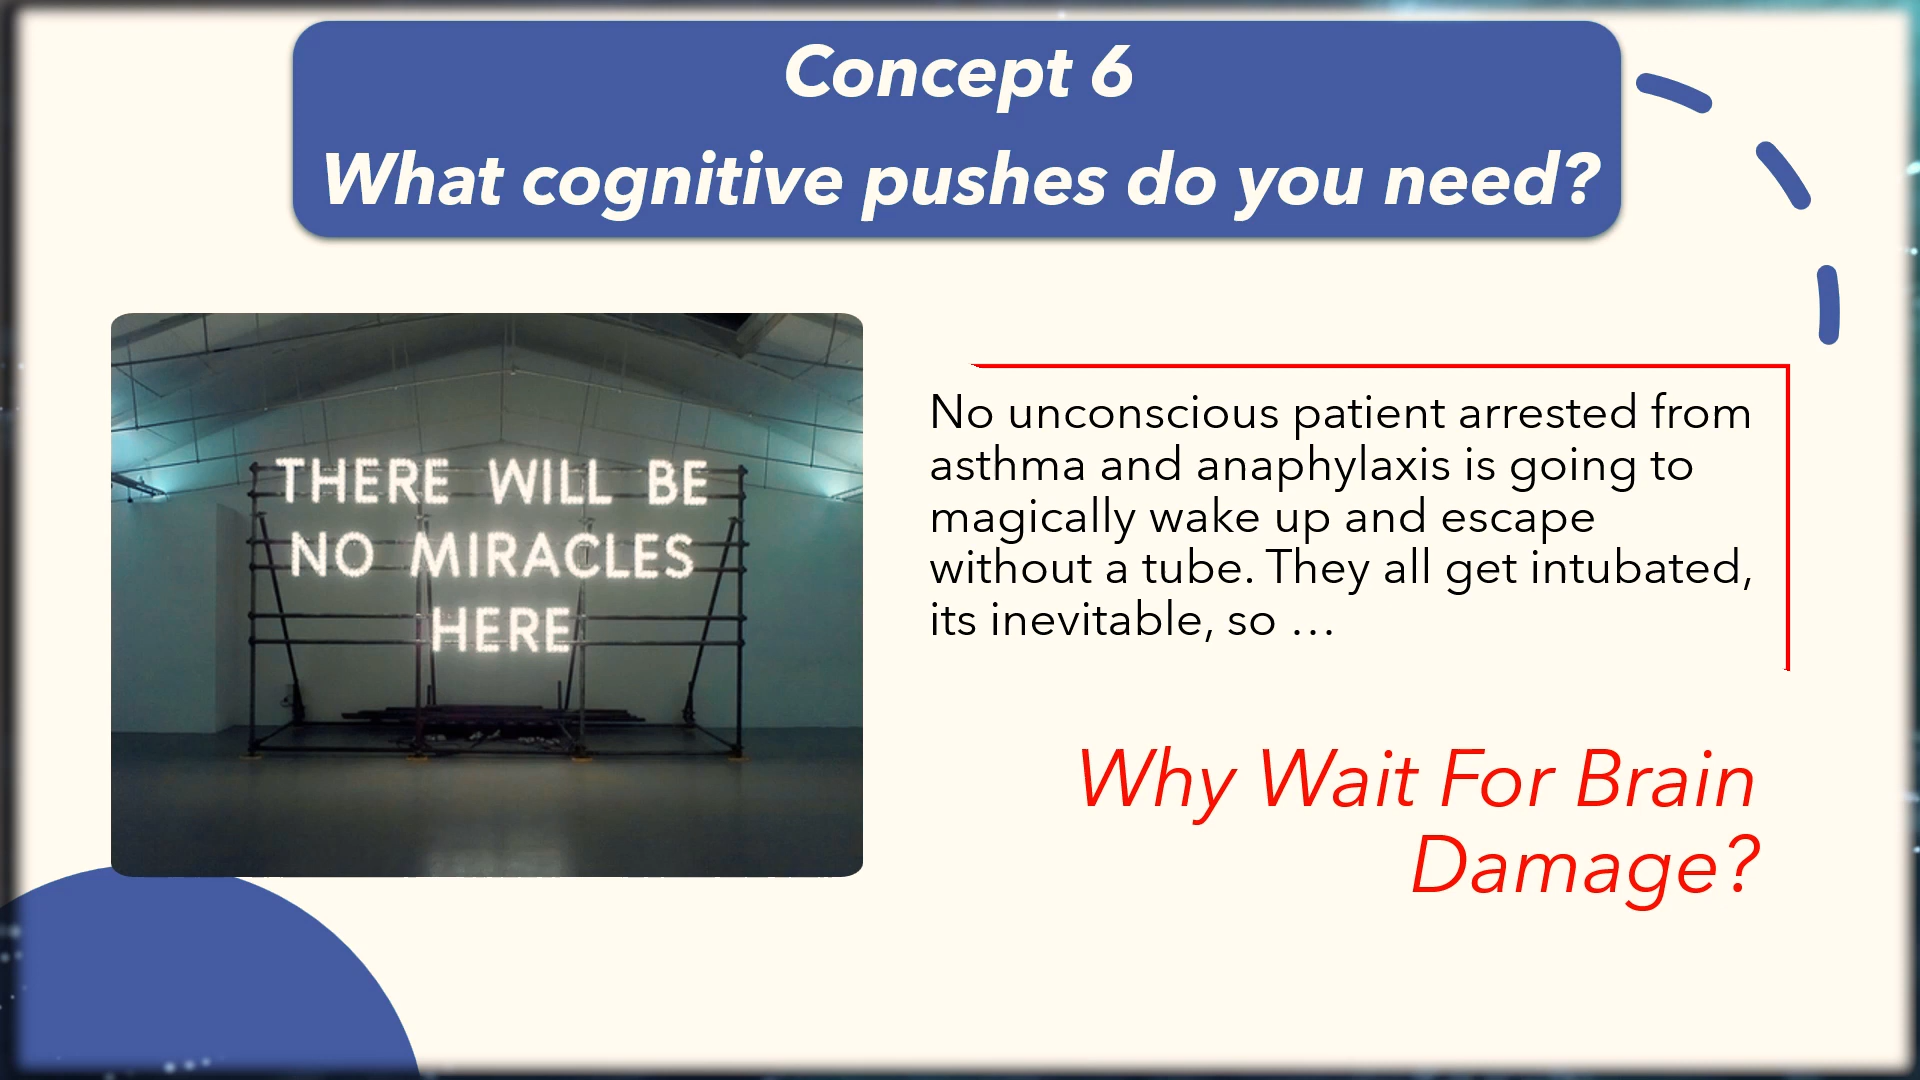 Concept 6
What cognitive pushes do you need?
THERE WILL BE
NO MIRACLES
HERE
No unconscious patient arrested from
asthma and anaphylaxis is going to
magically wake up and escape
without a tube. They all get intubated,
its inevitable, so …
Why Wait For Brain
Damage?